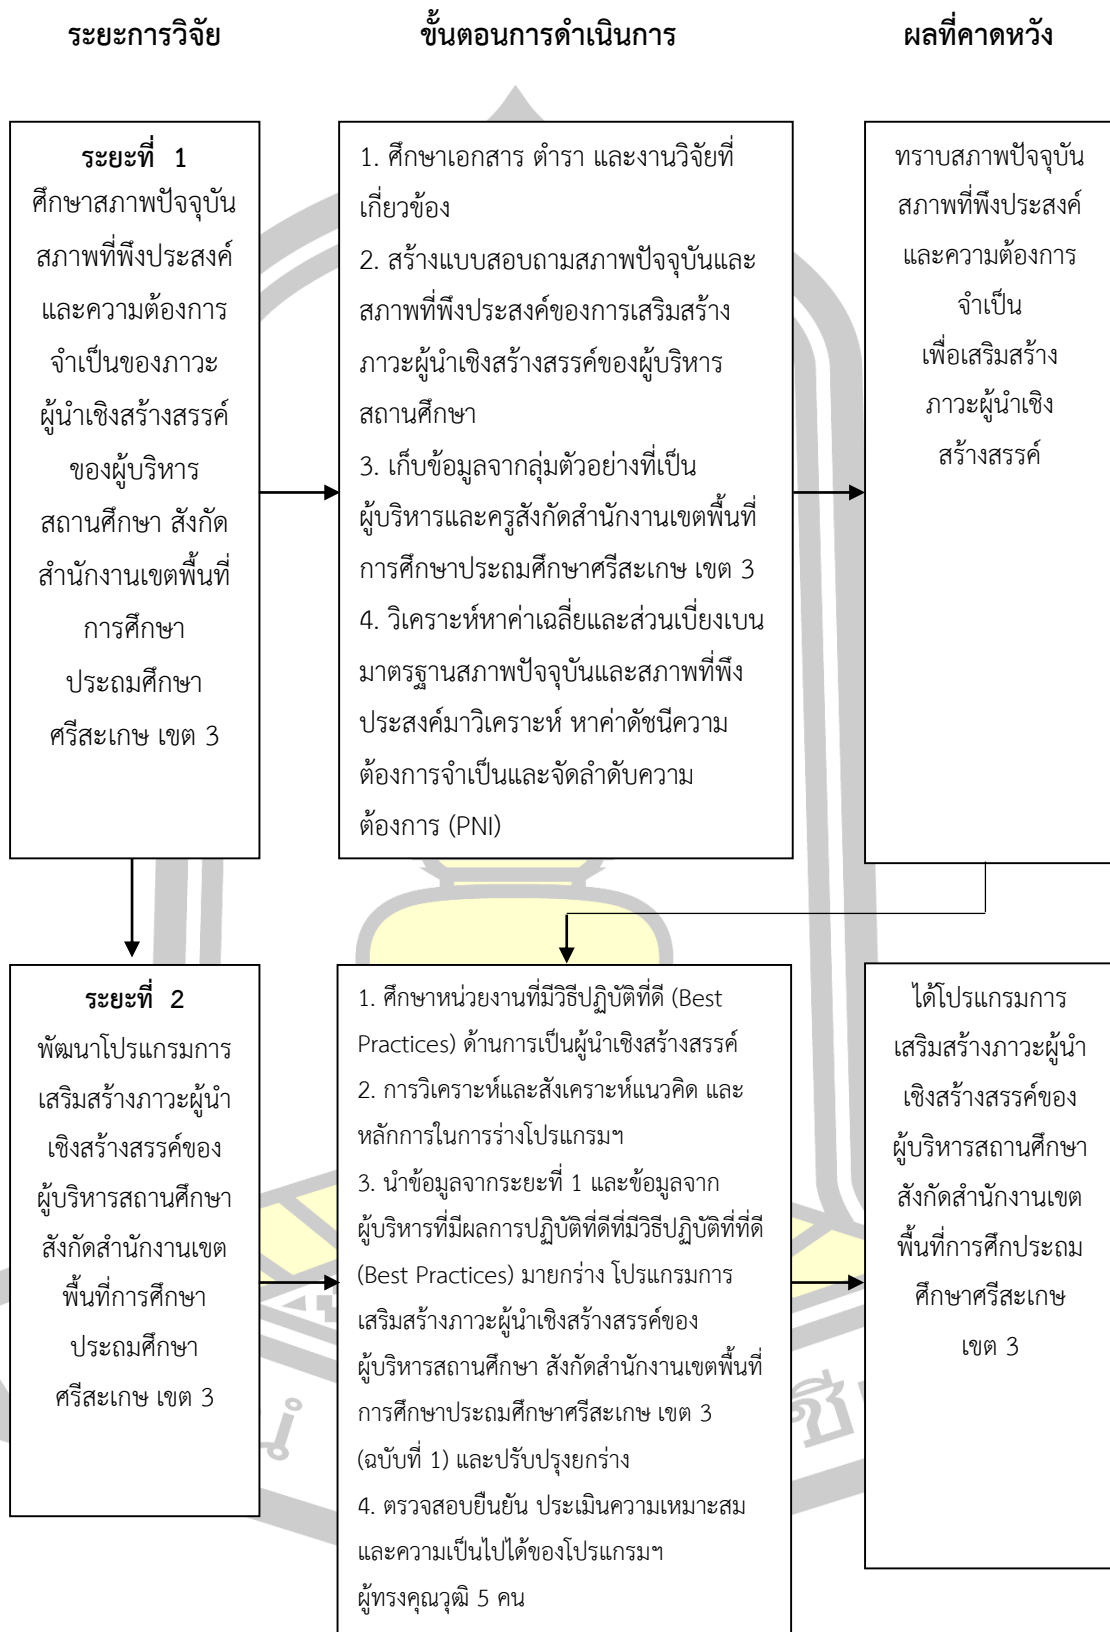 ระยะการวิจัย
ขั้นตอนการดำเนินการ
ผลที่คาดหวัง
ระยะที่ 1
ศึกษาสภาพปัจจุบัน
สภาพที่พึงประสงค์
และความต้องการ
จำเป็นของภาวะ
ผู้นำเชิงสร้างสรรค์
ของผู้บริหาร
สถานศึกษา สังกัด
สำนักงานเขตพื้นที่
การศึกษา
ประถมศึกษา
ศรีสะเกษ เขต 3
1. ศึกษาเอกสาร ตำรา และงานวิจัยที่
เกี่ยวข้อง
2. สร้างแบบสอบถามสภาพปัจจุบันและ
สภาพที่พึงประสงค์ของการเสริมสร้าง
ภาวะผู้นำเชิงสร้างสรรค์ของผู้บริหาร
สถานศึกษา
3. เก็บข้อมูลจากลุ่มตัวอย่างที่เป็น
ผู้บริหารและครูสังกัดสำนักงานเขตพื้นที่
การศึกษาประถมศึกษาศรีสะเกษ เขต 3
4. วิเคราะห์หาค่าเฉลี่ยและส่วนเบี่ยงเบน
มาตรฐานสภาพปัจจุบันและสภาพที่พึง
ประสงค์มาวิเคราะห์ หาค่าดัชนีความ
ต้องการจำเป็นและจัดลำดับความ
ต้องการ (PNI)
ทราบสภาพปัจจุบัน
สภาพที่พึงประสงค์
และความต้องการ
จำเป็น
เพื่อเสริมสร้าง
ภาวะผู้นำเชิง
สร้างสรรค์
ระยะที่ 2
พัฒนาโปรแกรมการ
เสริมสร้างภาวะผู้นำ
เชิงสร้างสรรค์ของ
ผู้บริหารสถานศึกษา
สังกัดสำนักงานเขต
พื้นที่การศึกษา
ประถมศึกษา
ศรีสะเกษ เขต 3
1. ศึกษาหน่วยงานที่มีวิธีปฏิบัติที่ดี (Best
Practices) ด้านการเป็นผู้นำเชิงสร้างสรรค์
2. การวิเคราะห์และสังเคราะห์แนวคิด และ
หลักการในการร่างโปรแกรมฯ
3. นำข้อมูลจากระยะที่ 1 และข้อมูลจาก
ผู้บริหารที่มีผลการปฏิบัติที่ดีที่มีวิธีปฏิบัติที่ที่ดี
(Best Practices) มายกร่าง โปรแกรมการ
เสริมสร้างภาวะผู้นำเชิงสร้างสรรค์ของ
ผู้บริหารสถานศึกษา สังกัดสำนักงานเขตพื้นที่
การศึกษาประถมศึกษาศรีสะเกษ เขต 3
(ฉบับที่ 1) และปรับปรุงยกร่าง
4. ตรวจสอบยืนยัน ประเมินความเหมาะสม
และความเป็นไปได้ของโปรแกรมฯ
ผู้ทรงคุณวุฒิ 5 คน
ได้โปรแกรมการ
เสริมสร้างภาวะผู้นำ
เชิงสร้างสรรค์ของ
ผู้บริหารสถานศึกษา
สังกัดสำนักงานเขต
พื้นที่การศึกประถม
ศึกษาศรีสะเกษ
เขต 3